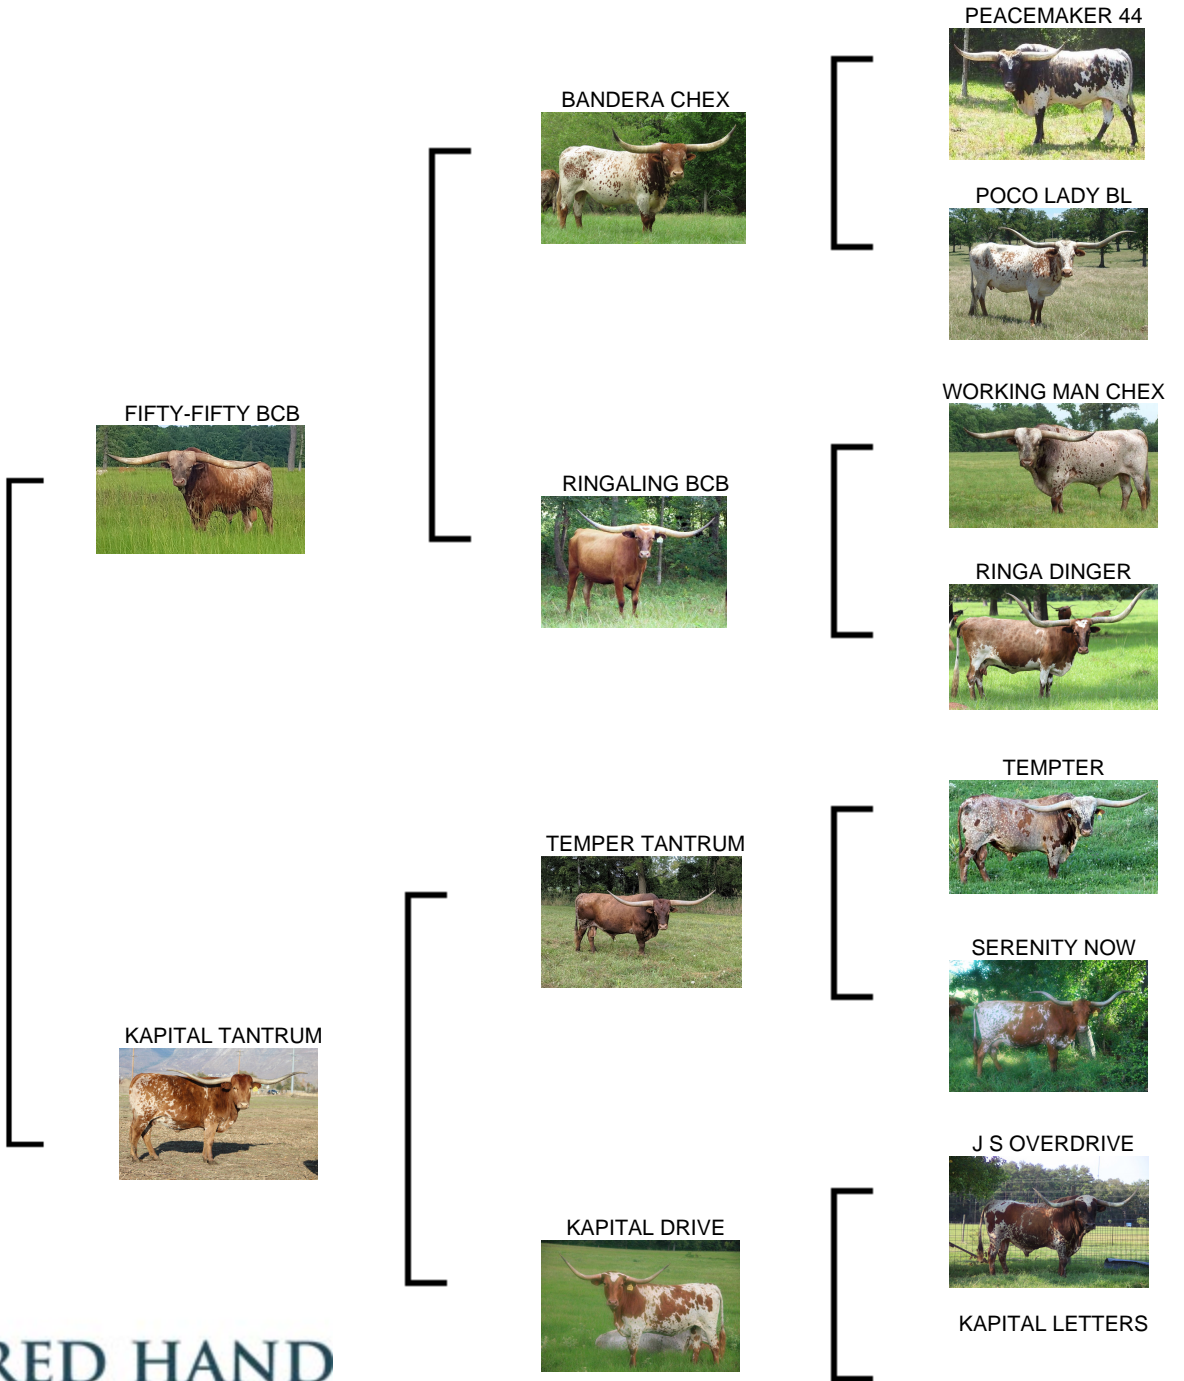 PEACEMAKER 44
BANDERA CHEX
POCO LADY BL
WORKING MAN CHEX
FIFTY-FIFTY BCB
RINGALING BCB
RINGA DINGER
TEMPTER
TEMPER TANTRUM
SERENITY NOW
KAPITAL TANTRUM
J S OVERDRIVE
KAPITAL DRIVE
KAPITAL LETTERS
RED HAND